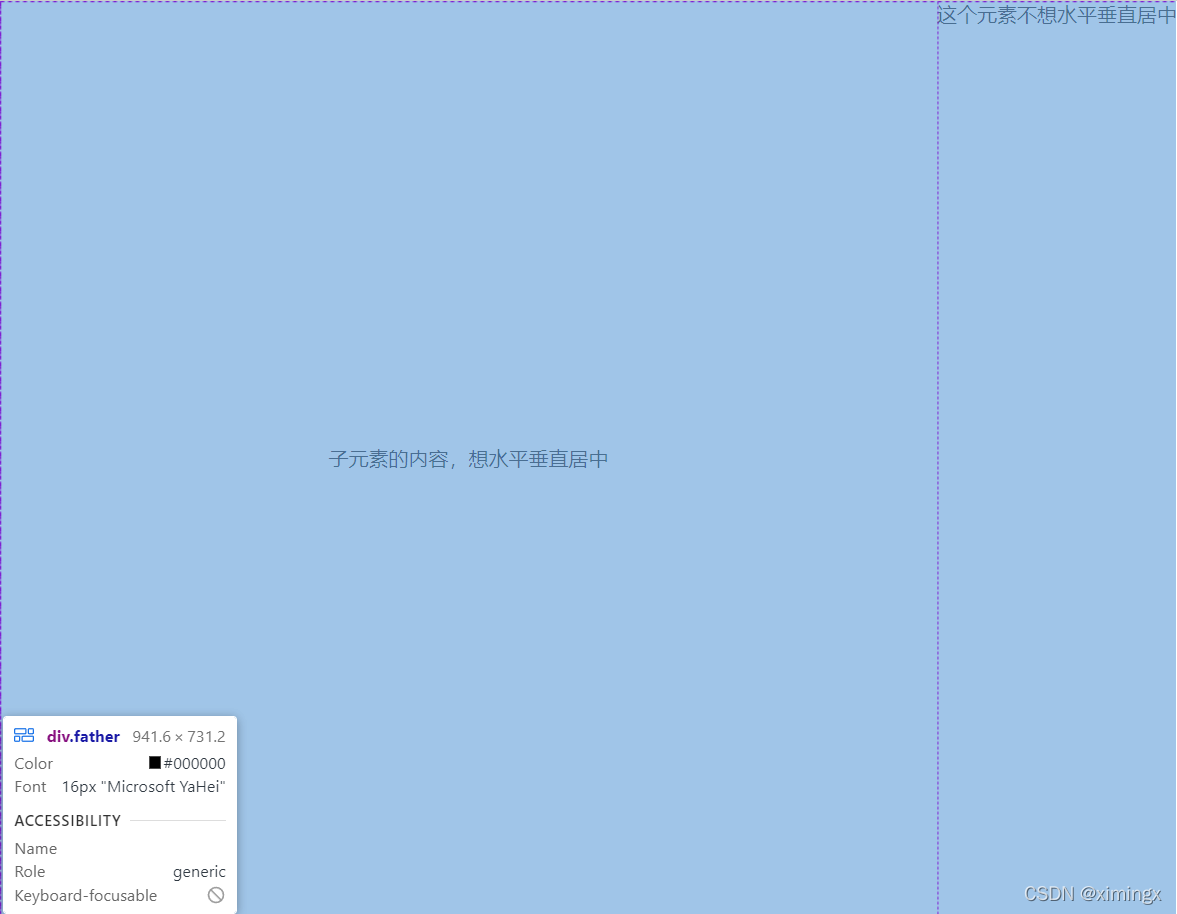 这个元素不想水平垂直居中
子元素的内容，想水平垂直居中
div.father 941.6 × 731.2
Color #000000
Font 16px "Microsoft YaHei"
ACCESSIBILITY
Name
Role generic
Keyboard-focusable
CSDN @ximingx